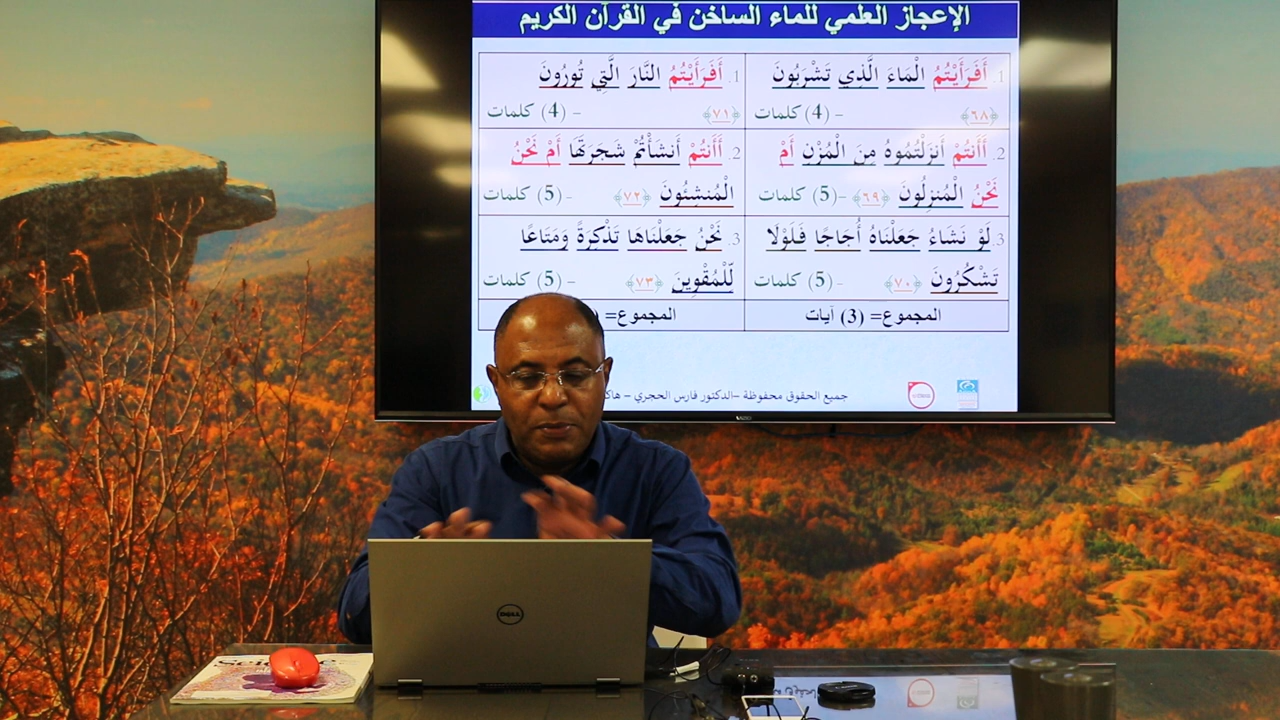 الإعجاز العلمي للماء الساخن في القرآن الكريم
1. أَفَرَأَيْتُمُ الْمَاءَ الَّذِي تَشْرَبُونَ
﴿٦٨﴾ - (4) كلمات
2. أَأَنتُمْ أَنزَلْتُمُوهُ مِنَ الْمُزْنِ أَمْ
نَحْنُ الْمُنزِلُونَ ﴿٦٩﴾ -(5) كلمات
3. لَوْ نَشَاءُ جَعَلْنَاهُ أُجَاجًا فَلَوْلَا
تَشْكُرُونَ ﴿٧٠﴾ - (5) كلمات
المجموع= (3) آيات
1. أَفَرَأَيْتُمُ النَّارَ الَّتِي تُورُونَ
﴿٧١﴾ - (4) كلمات
2. أَأَنتُمْ أَنشَأْتُمْ شَجَرَتَهَا أَمْ نَحْنُ
الْمُنشِئُونَ ﴿٧٢﴾ -(5) كلمات
3. نَحْنُ جَعَلْنَاهَا تَذْكِرَةً وَمَتَاعًا
لِّلْمُقْوِينَ ﴿٧٣﴾ - (5) كلمات
المجموع= (
جميع الحقوق محفوظة –الدكتور فارس الحجري –
DELL